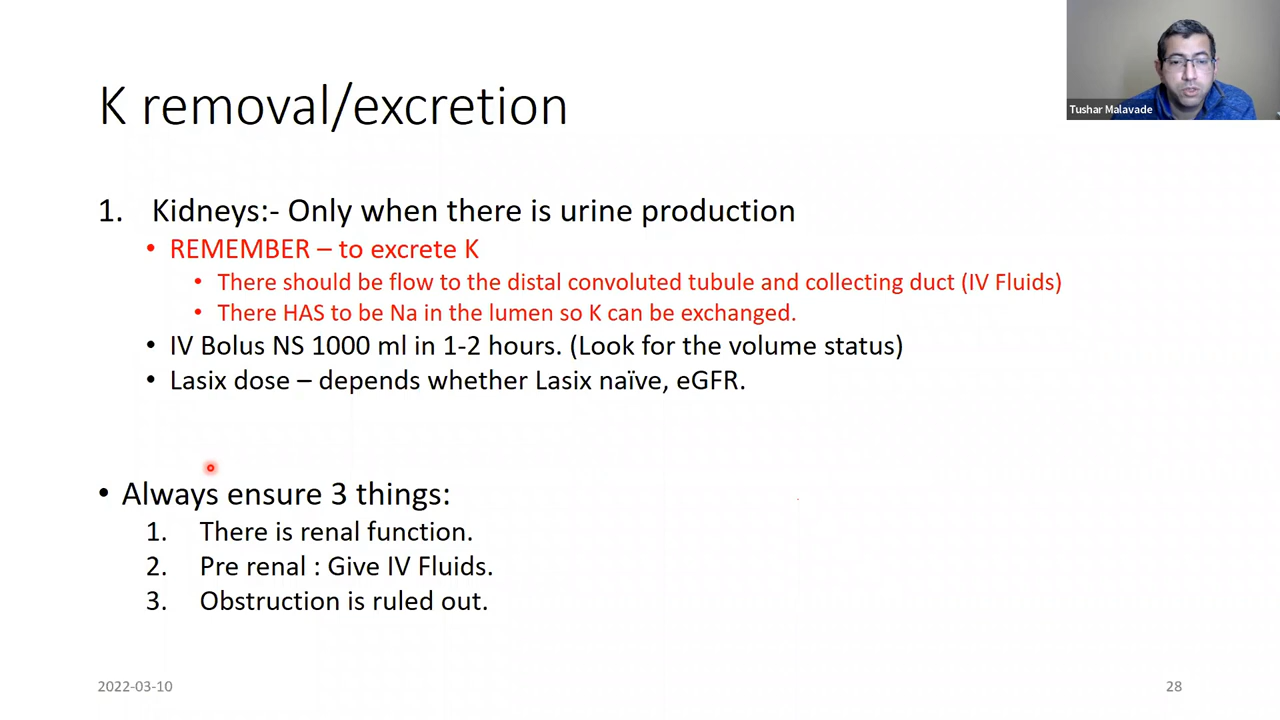 Tushar Malavade
K removal/excretion
1. Kidneys:- Only when there is urine production
• REMEMBER – to excrete K
• There should be flow to the distal convoluted tubule and collecting duct (IV Fluids)
• There HAS to be Na in the lumen so K can be exchanged.
• IV Bolus NS 1000 ml in 1-2 hours. (Look for the volume status)
• Lasix dose – depends whether Lasix naïve, eGFR.
• Always ensure 3 things:
1. There is renal function.
2. Pre renal : Give IV Fluids.
3. Obstruction is ruled out.
2022-03-10
28